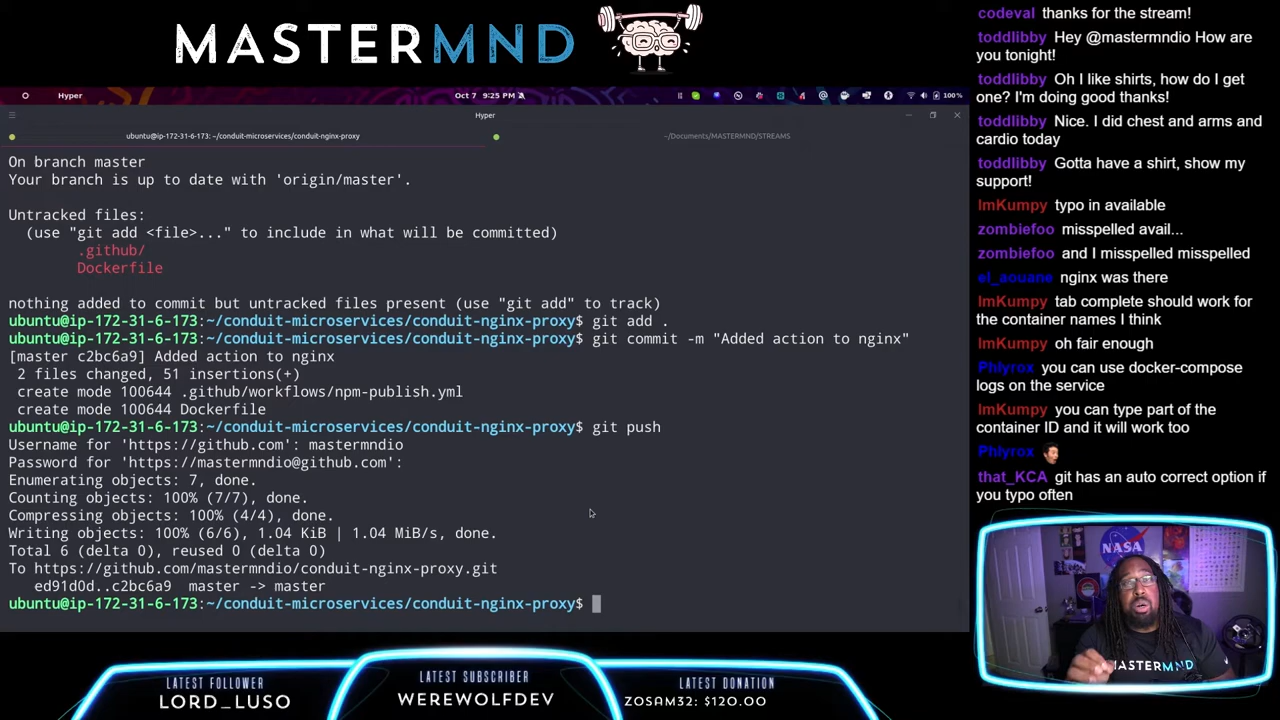 MASTERMND
Hyper
Oct 7 9:25 PM
100%
Hyper
ubuntu@ip-172-31-6-173: ~/conduit-microservices/conduit-nginx-proxy
~/Documents/MASTERMND/STREAMS
On branch master
Your branch is up to date with 'origin/master'.
Untracked files:
(use "git add <file>..." to include in what will be committed)
.github/
Dockerfile
nothing added to commit but untracked files present (use "git add" to track)
ubuntu@ip-172-31-6-173:~/conduit-microservices/conduit-nginx-proxy$ git add .
ubuntu@ip-172-31-6-173:~/conduit-microservices/conduit-nginx-proxy$ git commit -m "Added action to nginx"
[master c2bc6a9] Added action to nginx
2 files changed, 51 insertions(+)
create mode 100644 .github/workflows/npm-publish.yml
create mode 100644 Dockerfile
ubuntu@ip-172-31-6-173:~/conduit-microservices/conduit-nginx-proxy$ git push
Username for 'https://github.com': mastermndio
Password for 'https://mastermndio@github.com':
Enumerating objects: 7, done.
Counting objects: 100% (7/7), done.
Compressing objects: 100% (4/4), done.
Writing objects: 100% (6/6), 1.04 KiB | 1.04 MiB/s, done.
Total 6 (delta 0), reused 0 (delta 0)
To https://github.com/mastermndio/conduit-nginx-proxy.git
ed91d0d..c2bc6a9 master -> master
ubuntu@ip-172-31-6-173:~/conduit-microservices/conduit-nginx-proxy$
codeval thanks for the stream!
toddlibby Hey @mastermndio How are
you tonight!
toddlibby Oh I like shirts, how do I get
one? I'm doing good thanks!
toddlibby Nice. I did chest and arms and
cardio today
toddlibby Gotta have a shirt, show my
support!
ImKumpy typo in available
zombiefoo misspelled avail...
zombiefoo and I misspelled misspelled
el_aouane nginx was there
ImKumpy tab complete should work for
the container names I think
ImKumpy oh fair enough
Phlyrox you can use docker-compose
logs on the service
ImKumpy you can type part of the
container ID and it will work too
Phlyrox
that_KCA git has an auto correct option if
you typo often
NASA
MASTERMND
LATEST FOLLOWER
LORD_LUSO
LATEST SUBSCRIBER
WEREWOLFDEV
LATEST DONATION
ZOSAM32: $120.00